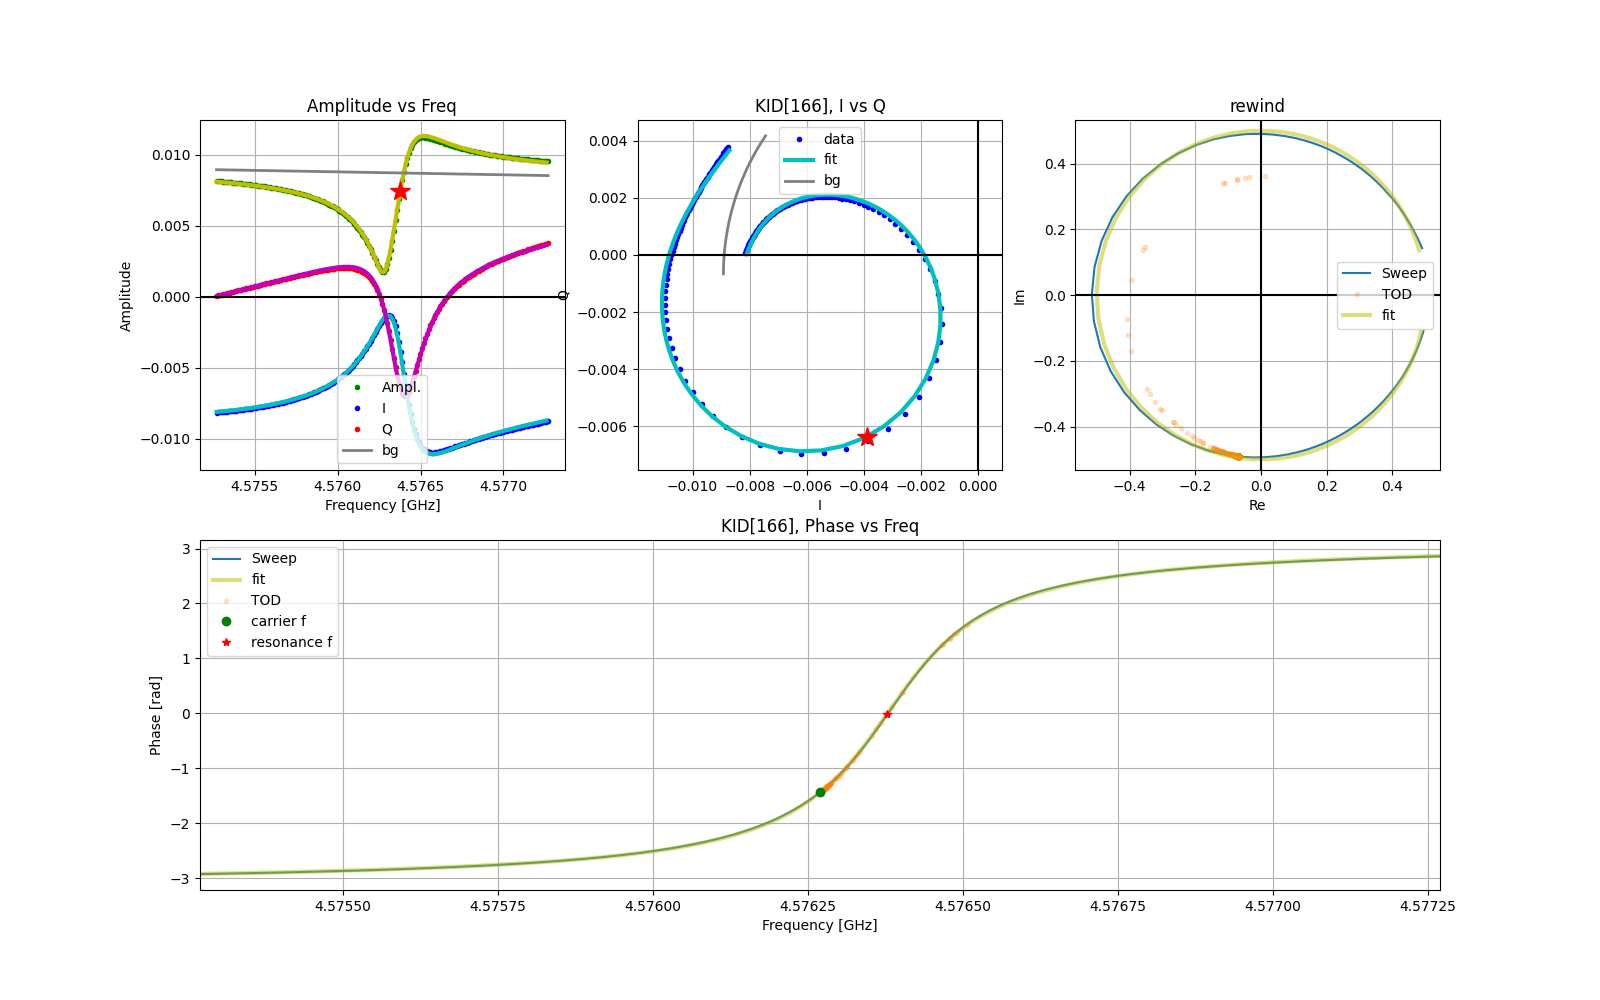 Amplitude vs Freq
Amplitude
0.010
0.005
0.000
−0.005
−0.010
4.5755
4.5760
4.5765
4.5770
Frequency [GHz]
Ampl.
I
Q
bg
KID[166], I vs Q
Q
0.004
0.002
0.000
−0.002
−0.004
−0.006
−0.010
−0.008
−0.006
−0.004
−0.002
0.000
I
data
fit
bg
rewind
Im
0.4
0.2
0.0
−0.2
−0.4
−0.4
−0.2
0.0
0.2
0.4
Re
Sweep
TOD
fit
KID[166], Phase vs Freq
Phase [rad]
3
2
1
0
−1
−2
−3
4.57550
4.57575
4.57600
4.57625
4.57650
4.57675
4.57700
4.57725
Frequency [GHz]
Sweep
fit
TOD
carrier f
resonance f